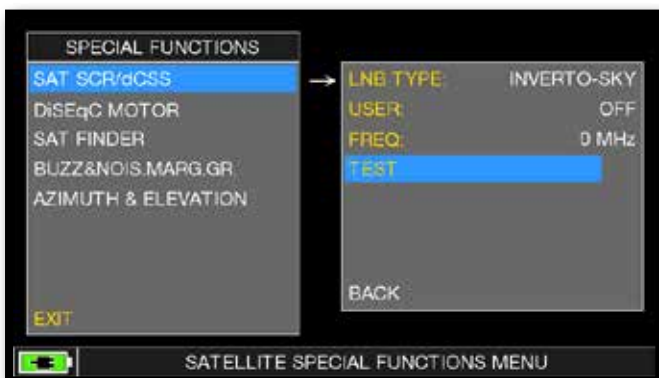 SPECIAL FUNCTIONS
SAT SCR/dCSS
DiSEqC MOTOR
SAT FINDER
BUZZ&NOIS.MARG.GR
AZIMUTH & ELEVATION
EXIT
LNB TYPE: INVERTO-SKY
USER: OFF
FREQ: 0 MHz
TEST
BACK
SATELLITE SPECIAL FUNCTIONS MENU